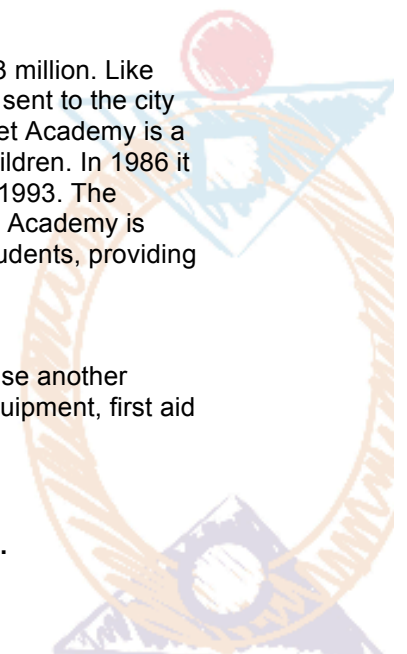 3 million. Like
sent to the city
et Academy is a
ildren. In 1986 it
1993. The
Academy is
udents, providing
se another
uipment, first aid
.